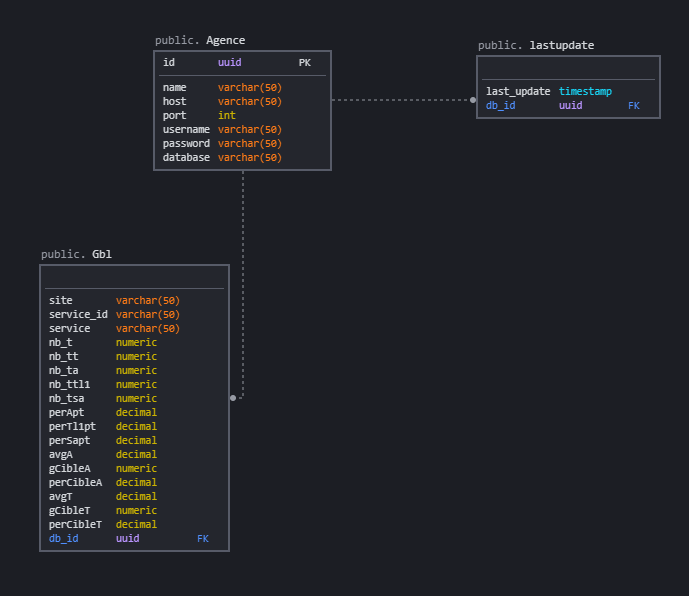 public. Agence
id uuid PK
name varchar(50)
host varchar(50)
port int
username varchar(50)
password varchar(50)
database varchar(50)
public. lastupdate
last_update timestamp
db_id uuid FK
public. Gbl
site varchar(50)
service_id varchar(50)
service varchar(50)
nb_t numeric
nb_tt numeric
nb_ta numeric
nb_ttl1 numeric
nb_tsa numeric
perApt decimal
perTl1pt decimal
perSapt decimal
avgA decimal
gCibleA numeric
perCibleA decimal
avgT decimal
gCibleT numeric
perCibleT decimal
db_id uuid FK